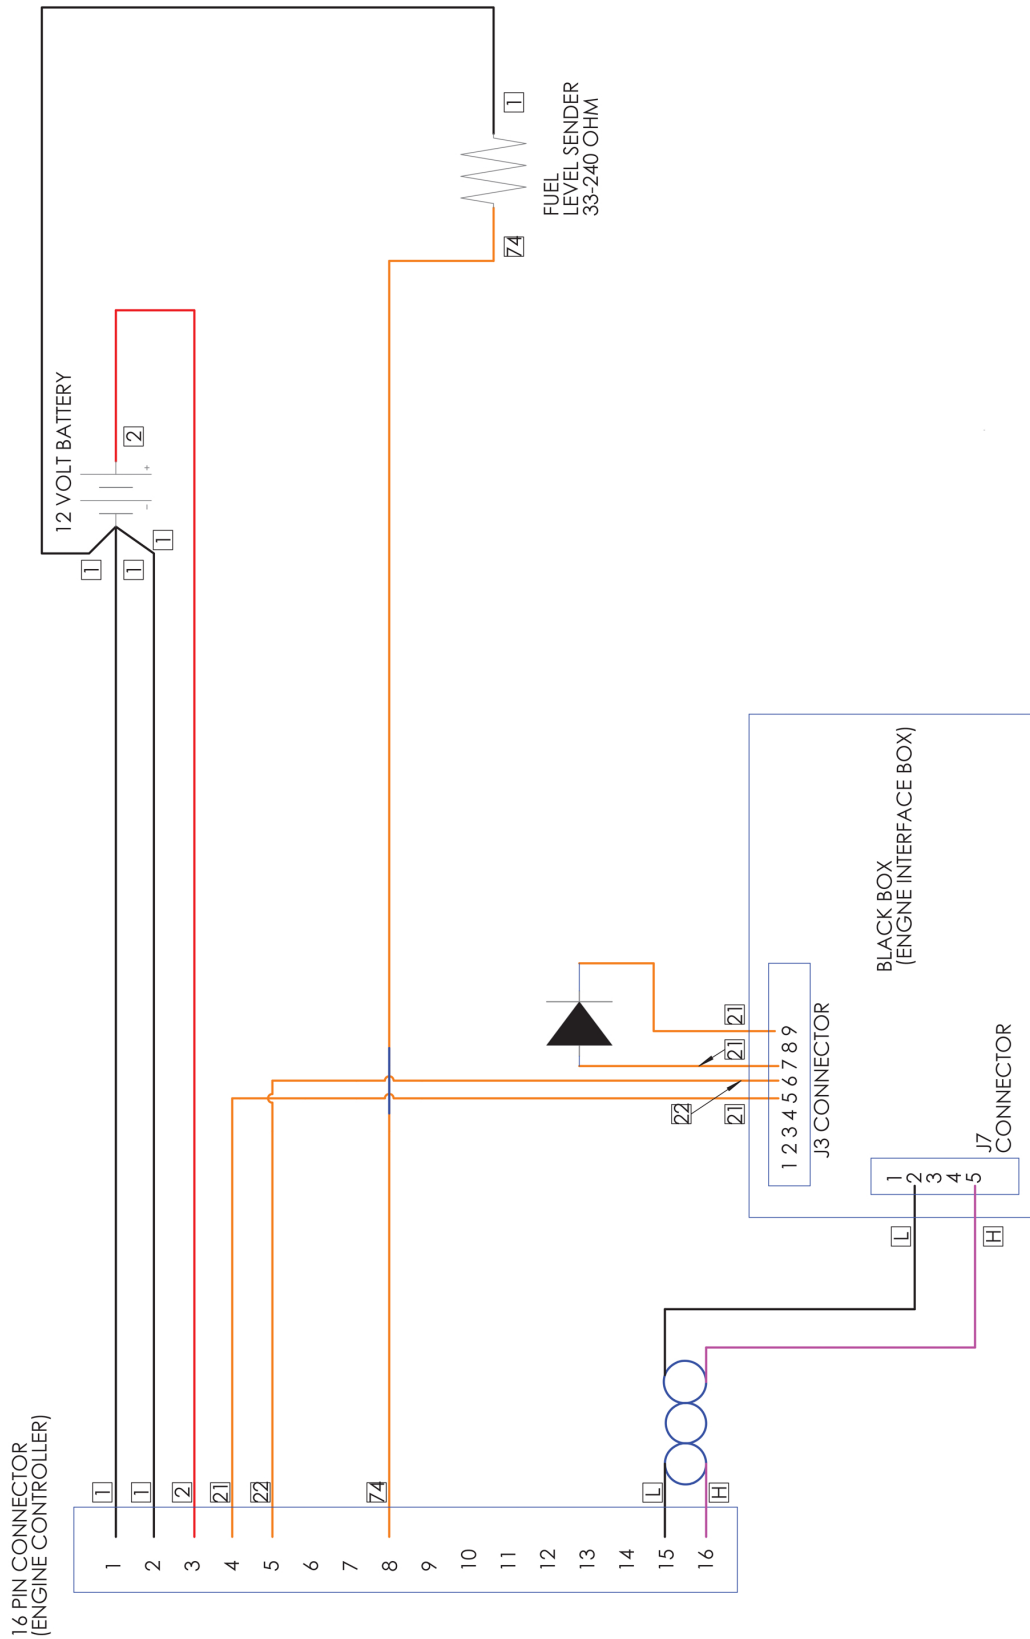 16 PIN CONNECTOR
(ENGINE CONTROLLER)
1
2
3
4
5
6
7
8
9
10
11
12
13
14
15
16
1
1
2
21
22
74
L
H
12 VOLT BATTERY
-
+
1
1
1
2
1
74
FUEL
LEVEL SENDER
33-240 OHM
22
21
21
21
1 2 3 4 5 6 7 8 9
J3 CONNECTOR
BLACK BOX
(ENGNE INTERFACE BOX)
1
2
3
4
5
J7
CONNECTOR
L
H